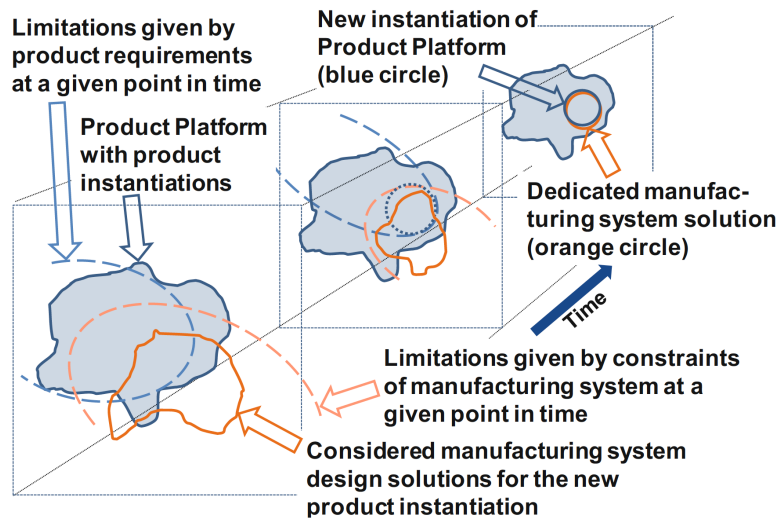 Limitations given by
product requirements
at a given point in time
Product Platform
with product
instantiations
New instantiation of
Product Platform
(blue circle)
Dedicated manufac-
turing system solution
(orange circle)
Time
Limitations given by constraints
of manufacturing system at a
given point in time
Considered manufacturing system
design solutions for the new
product instantiation